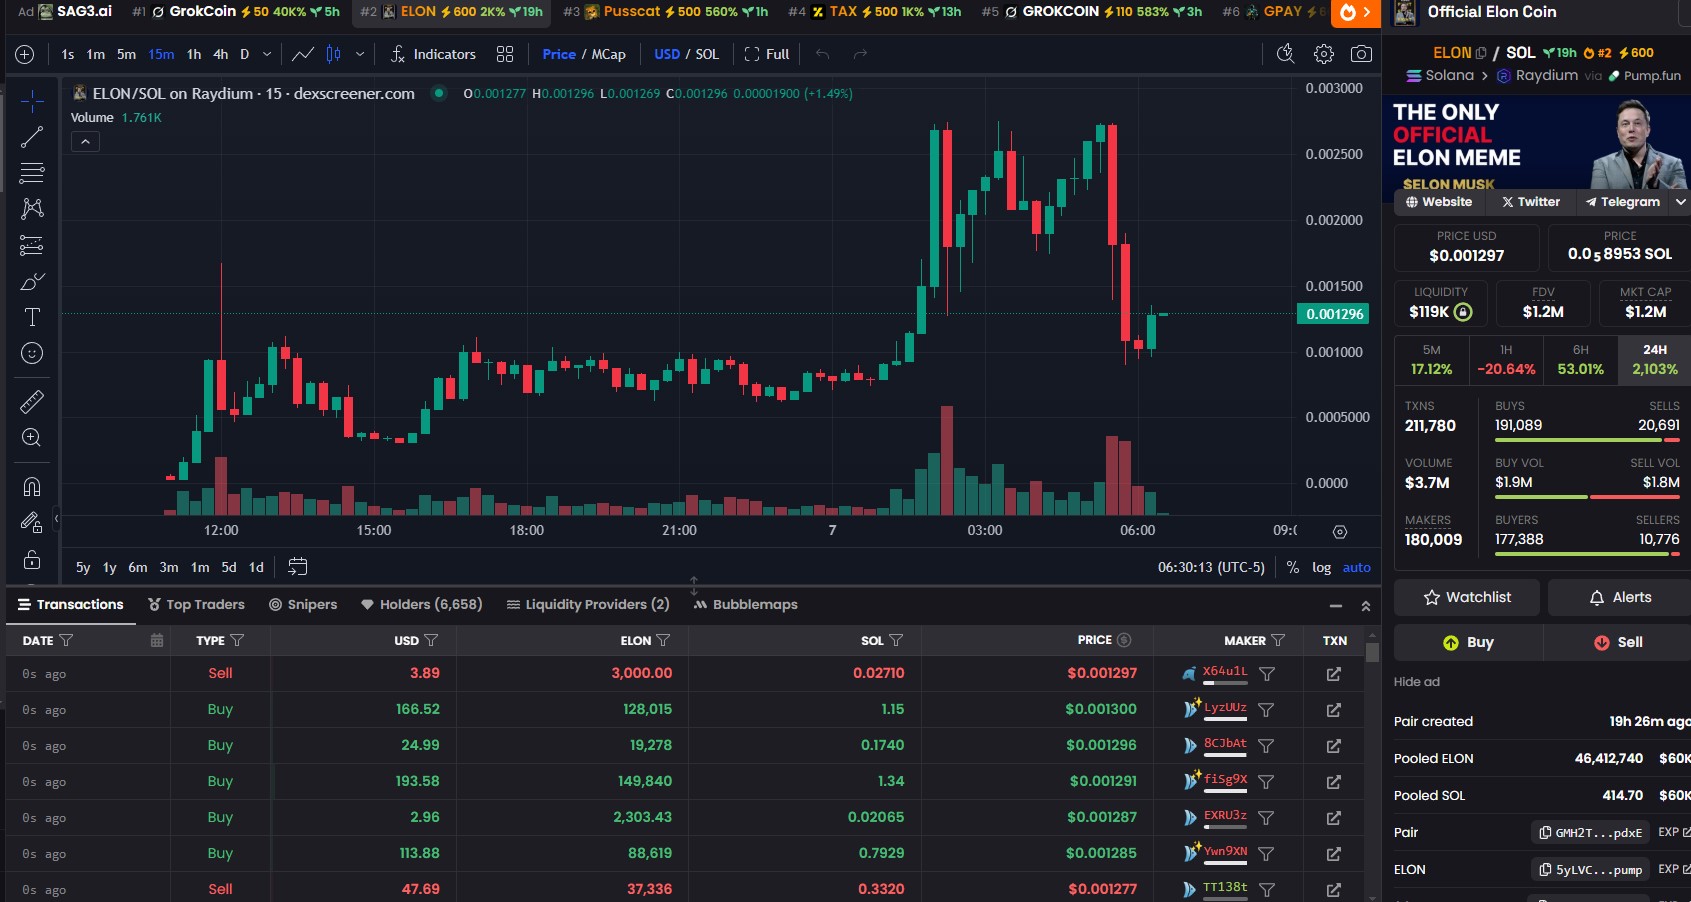 Ad SAG3.ai #1 GrokCoin 50 40K% 5h #2 ELON 600 2K% 19h #3 Pusscat 500 560% 1h #4 TAX 500 1K% 13h #5 GROKCOIN 110 583% 3h #6 GPAY 6
1s 1m 5m 15m 1h 4h D Indicators Price / MCap USD / SOL Full
ELON/SOL on Raydium · 15 · dexscreener.com O0.001277 H0.001296 L0.001269 C0.001296 0.00001900 (+1.49%)
Volume 1.761K
0.003000
0.002500
0.002000
0.001500
0.001296
0.001000
0.0005000
0.0000
12:00 15:00 18:00 21:00 7 03:00 06:00 09:(
5y 1y 6m 3m 1m 5d 1d 06:30:13 (UTC-5) % log auto
Transactions Top Traders Snipers Holders (6,658) Liquidity Providers (2) Bubblemaps
DATE TYPE USD ELON SOL PRICE MAKER TXN
0s ago Sell 3.89 3,000.00 0.02710 $0.001297 X64u1L
0s ago Buy 166.52 128,015 1.15 $0.001300 LyzUUz
0s ago Buy 24.99 19,278 0.1740 $0.001296 8CJbAt
0s ago Buy 193.58 149,840 1.34 $0.001291 fiSg9X
0s ago Buy 2.96 2,303.43 0.02065 $0.001287 EXRU3z
0s ago Buy 113.88 88,619 0.7929 $0.001285 Ywn9XN
0s ago Sell 47.69 37,336 0.3320 $0.001277 TT138t
Official Elon Coin
ELON / SOL 19h #2 600
Solana > Raydium via Pump.fun
THE ONLY
OFFICIAL
ELON MEME
$ELON MUSK
Website Twitter Telegram
PRICE USD PRICE
$0.001297 0.0₅8953 SOL
LIQUIDITY FDV MKT CAP
$119K $1.2M $1.2M
5M 1H 6H 24H
17.12% -20.64% 53.01% 2,103%
TXNS BUYS SELLS
211,780 191,089 20,691
VOLUME BUY VOL SELL VOL
$3.7M $1.9M $1.8M
MAKERS BUYERS SELLERS
180,009 177,388 10,776
Watchlist Alerts
Buy Sell
Hide ad
Pair created 19h 26m ago
Pooled ELON 46,412,740 $60K
Pooled SOL 414.70 $60K
Pair GMH2T...pdxE EXP
ELON 5yLVC...pump EXP